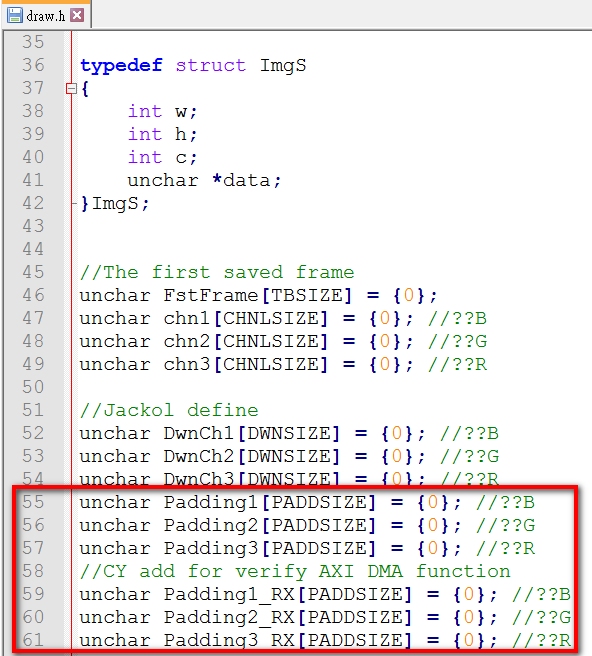 draw.h
35
36 typedef struct ImgS
37 {
38 int w;
39 int h;
40 int c;
41 unchar *data;
42 }ImgS;
43
44
45 //The first saved frame
46 unchar FstFrame[TBSIZE] = {0};
47 unchar chn1[CHNLSIZE] = {0}; //??B
48 unchar chn2[CHNLSIZE] = {0}; //??G
49 unchar chn3[CHNLSIZE] = {0}; //??R
50
51 //Jackol define
52 unchar DwnCh1[DWNSIZE] = {0}; //??B
53 unchar DwnCh2[DWNSIZE] = {0}; //??G
54 unchar DwnCh3[DWNSIZE] = {0}; //??R
55 unchar Padding1[PADDSIZE] = {0}; //??B
56 unchar Padding2[PADDSIZE] = {0}; //??G
57 unchar Padding3[PADDSIZE] = {0}; //??R
58 //CY add for verify AXI DMA function
59 unchar Padding1_RX[PADDSIZE] = {0}; //??B
60 unchar Padding2_RX[PADDSIZE] = {0}; //??G
61 unchar Padding3_RX[PADDSIZE] = {0}; //??R